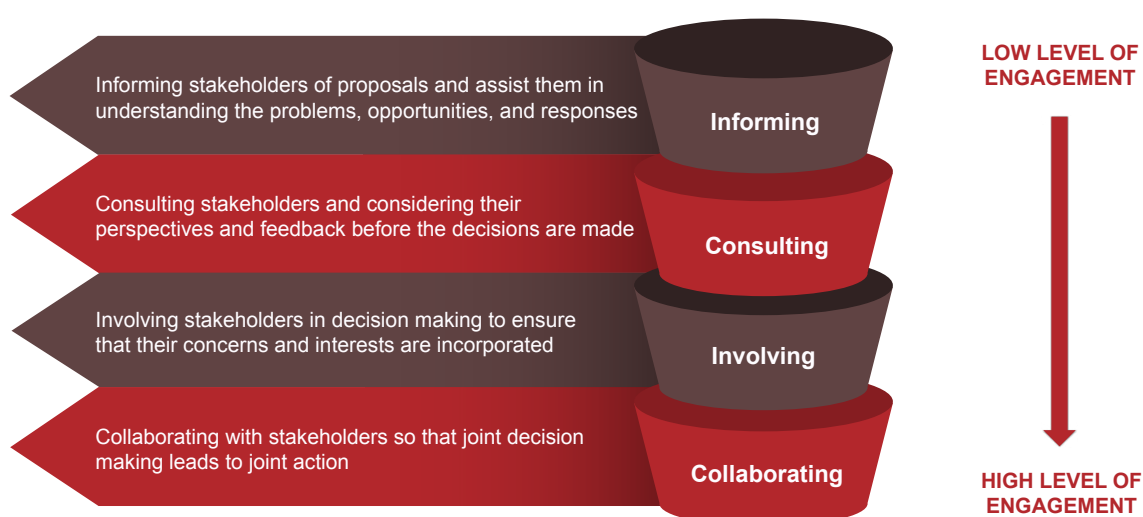 Informing stakeholders of proposals and assist them in
understanding the problems, opportunities, and responses
Informing
Consulting stakeholders and considering their
perspectives and feedback before the decisions are made
Consulting
Involving stakeholders in decision making to ensure
that their concerns and interests are incorporated
Involving
Collaborating with stakeholders so that joint decision
making leads to joint action
Collaborating
LOW LEVEL OF
ENGAGEMENT
HIGH LEVEL OF
ENGAGEMENT